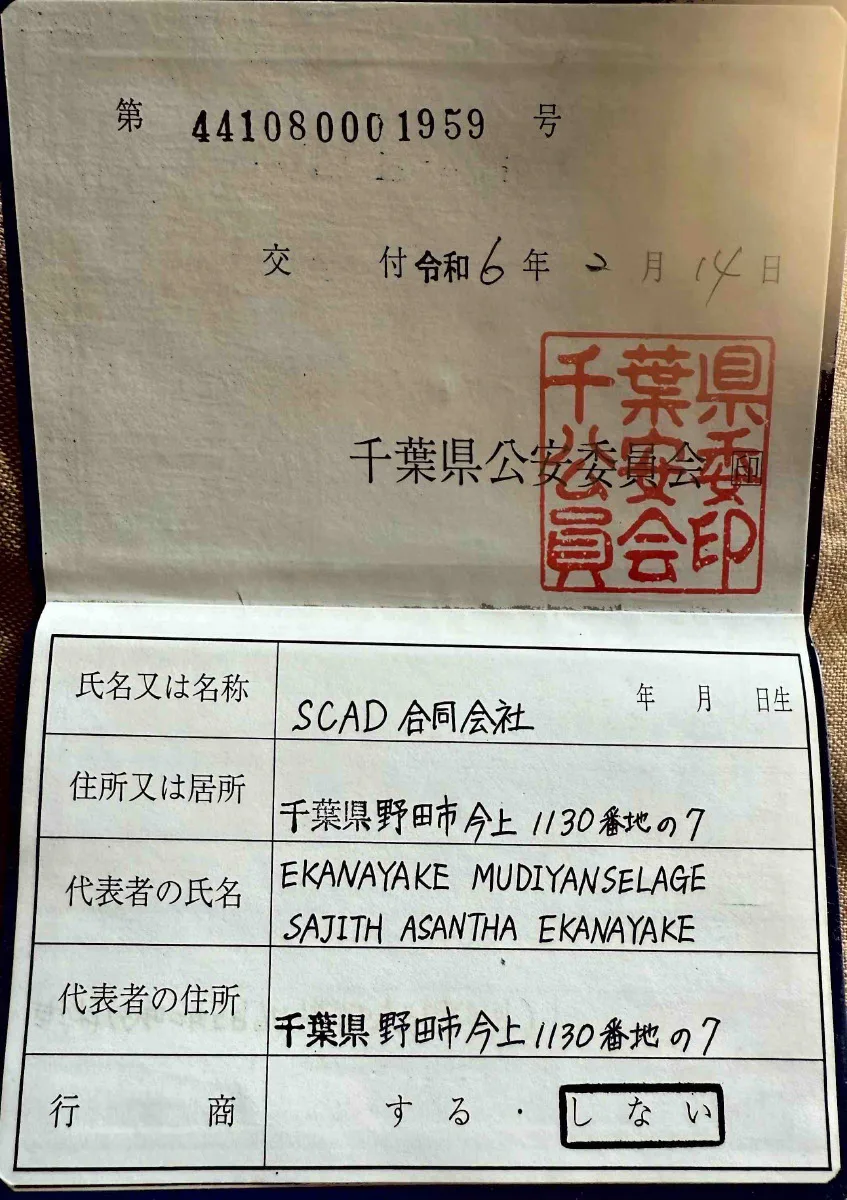 第 441080001959 号
交 付 令和 6 年 2 月 14 日
千葉県公安委員会 印
千葉県
公安委
員会印
氏名又は名称 SCAD 合同会社 年 月 日生
住所又は居所 千葉県野田市今上 1130番地の7
代表者の氏名 EKANAYAKE MUDIYANSELAGE
SAJITH ASANTHA EKANAYAKE
代表者の住所 千葉県野田市今上 1130番地の7
行 商 する・しない